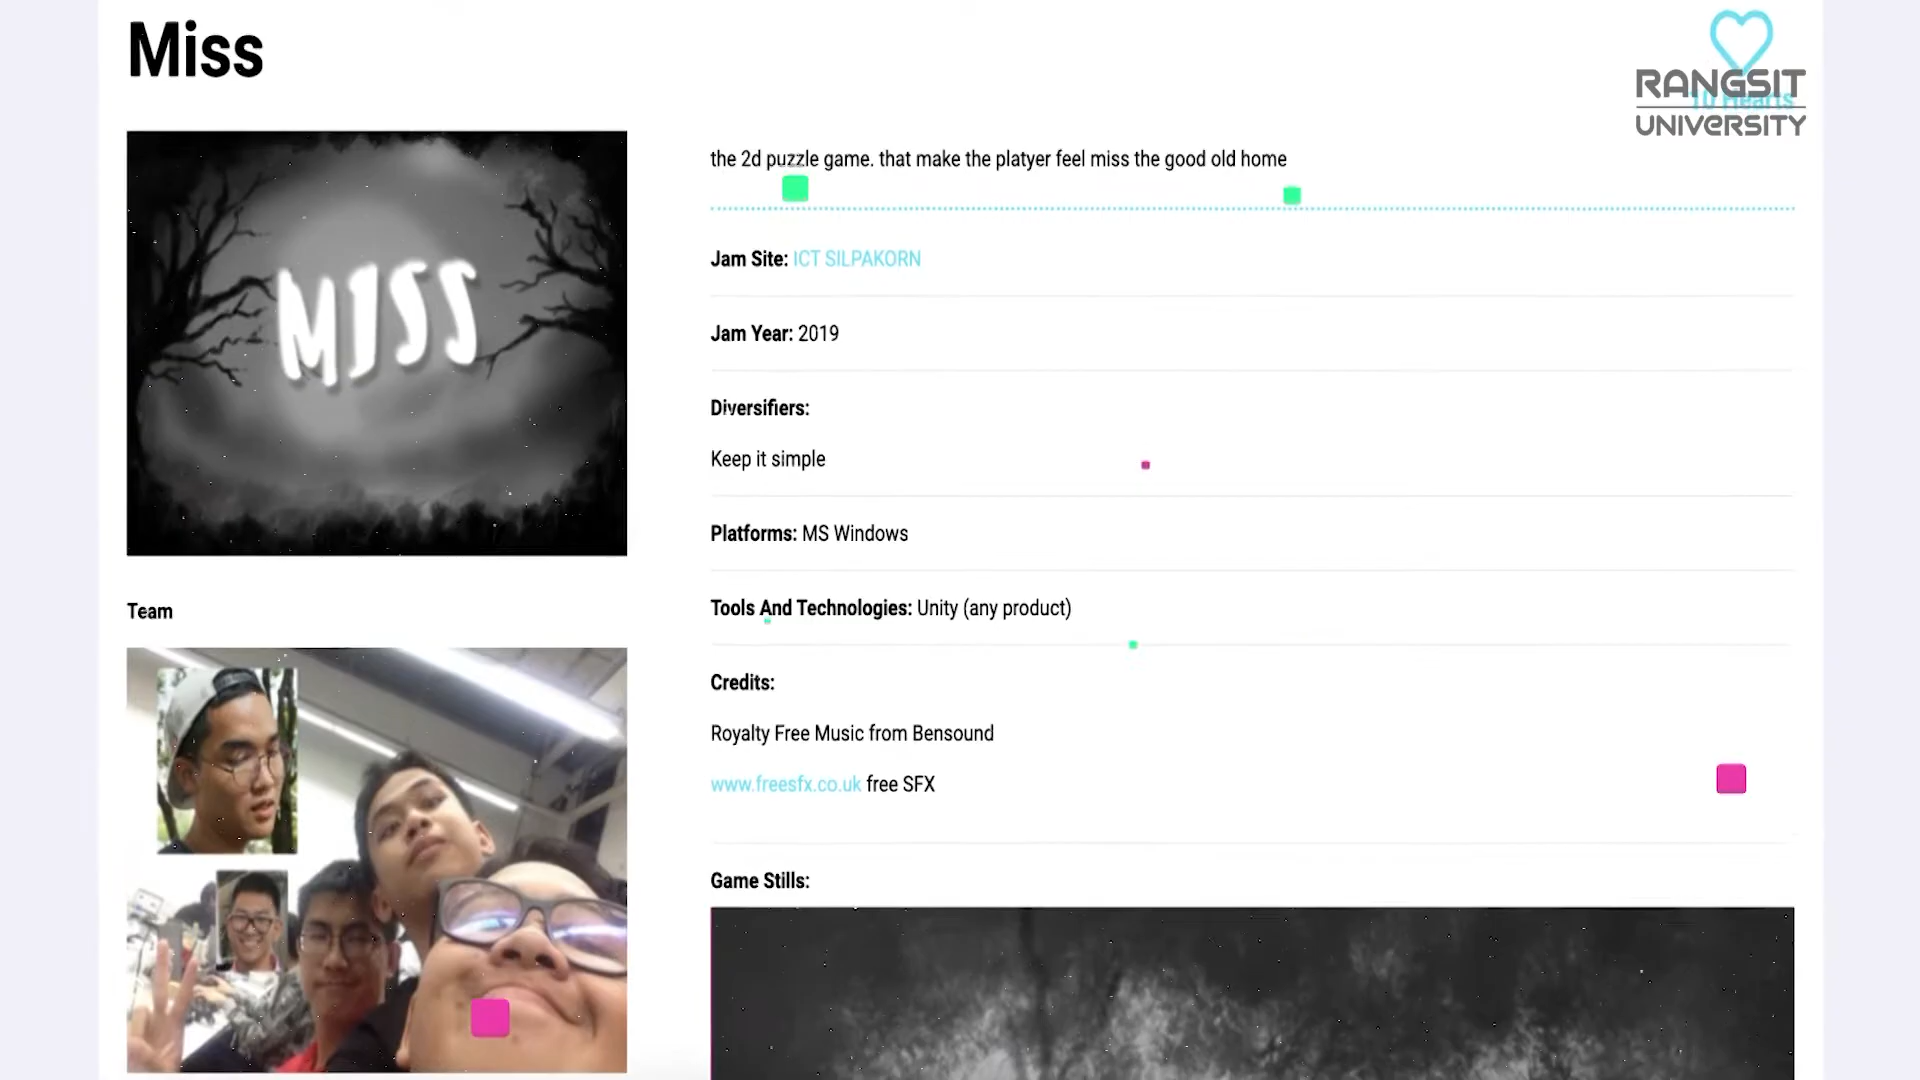 Miss
RANGSIT
10 Hearts
UNIVERSITY
MISS
the 2d puzzle game. that make the platyer feel miss the good old home
Jam Site: ICT SILPAKORN
Jam Year: 2019
Diversifiers:
Keep it simple
Platforms: MS Windows
Tools And Technologies: Unity (any product)
Credits:
Royalty Free Music from Bensound
www.freesfx.co.uk free SFX
Game Stills:
Team